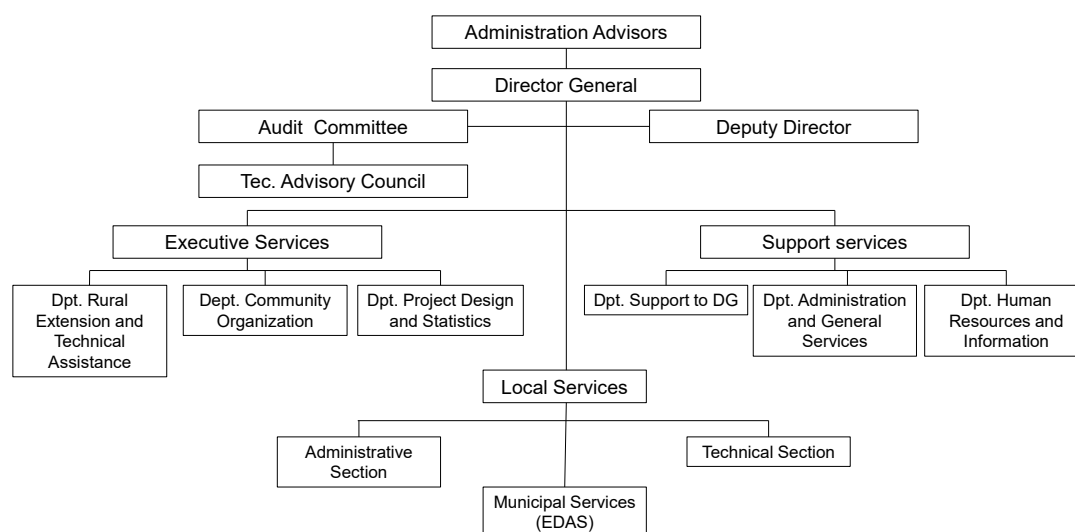 Administration Advisors
Director General
Audit  Committee
Deputy Director
Tec. Advisory Council
Executive Services
Support services
Dpt. Rural
Extension and
Technical
Assistance
Dept. Community
Organization
Dpt. Project Design
and Statistics
Dpt. Support to DG
Dpt. Administration
and General
Services
Dpt. Human
Resources and
Information
Local Services
Administrative
Section
Technical Section
Municipal Services
(EDAS)